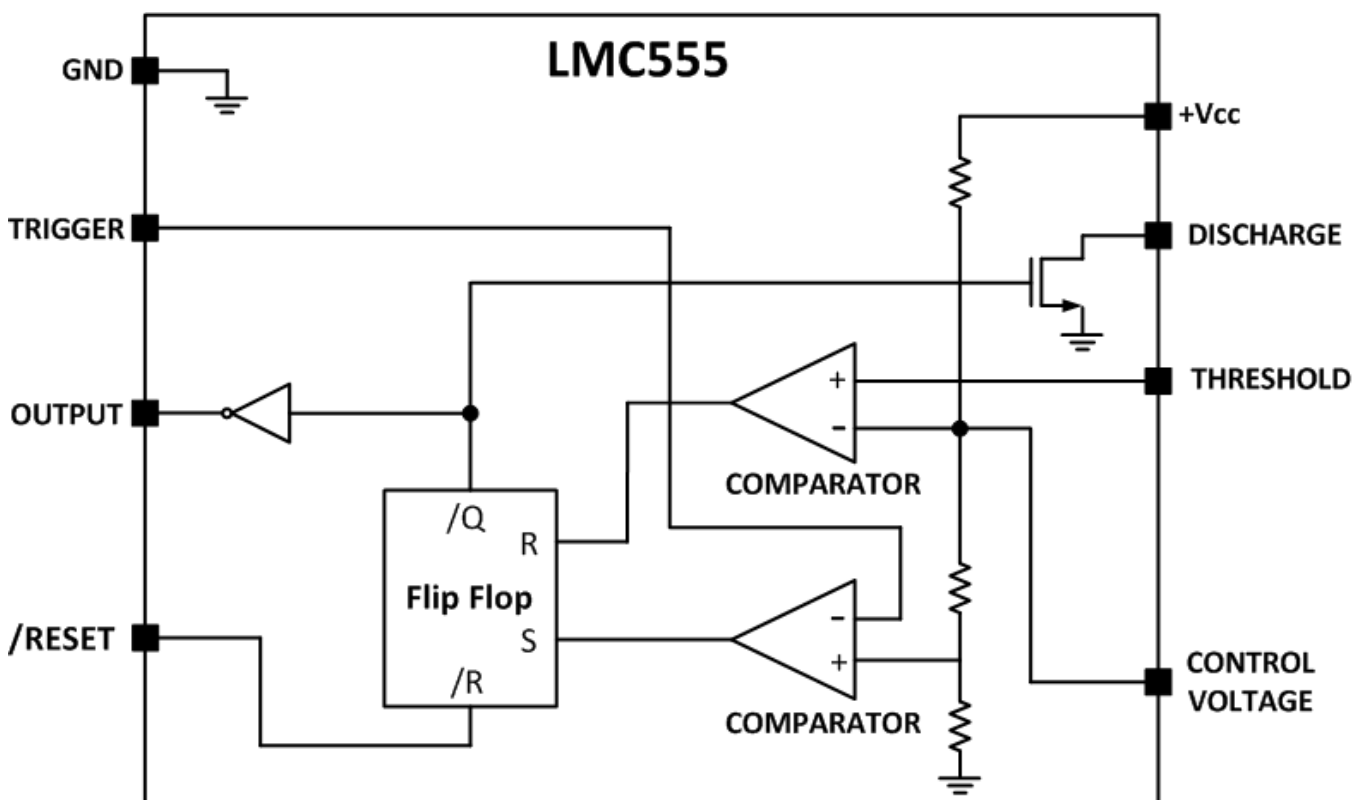 LMC555
GND
+Vcc
TRIGGER
DISCHARGE
THRESHOLD
OUTPUT
+
-
COMPARATOR
/Q
R
Flip Flop
-
S
+
/RESET
/R
COMPARATOR
CONTROL
VOLTAGE